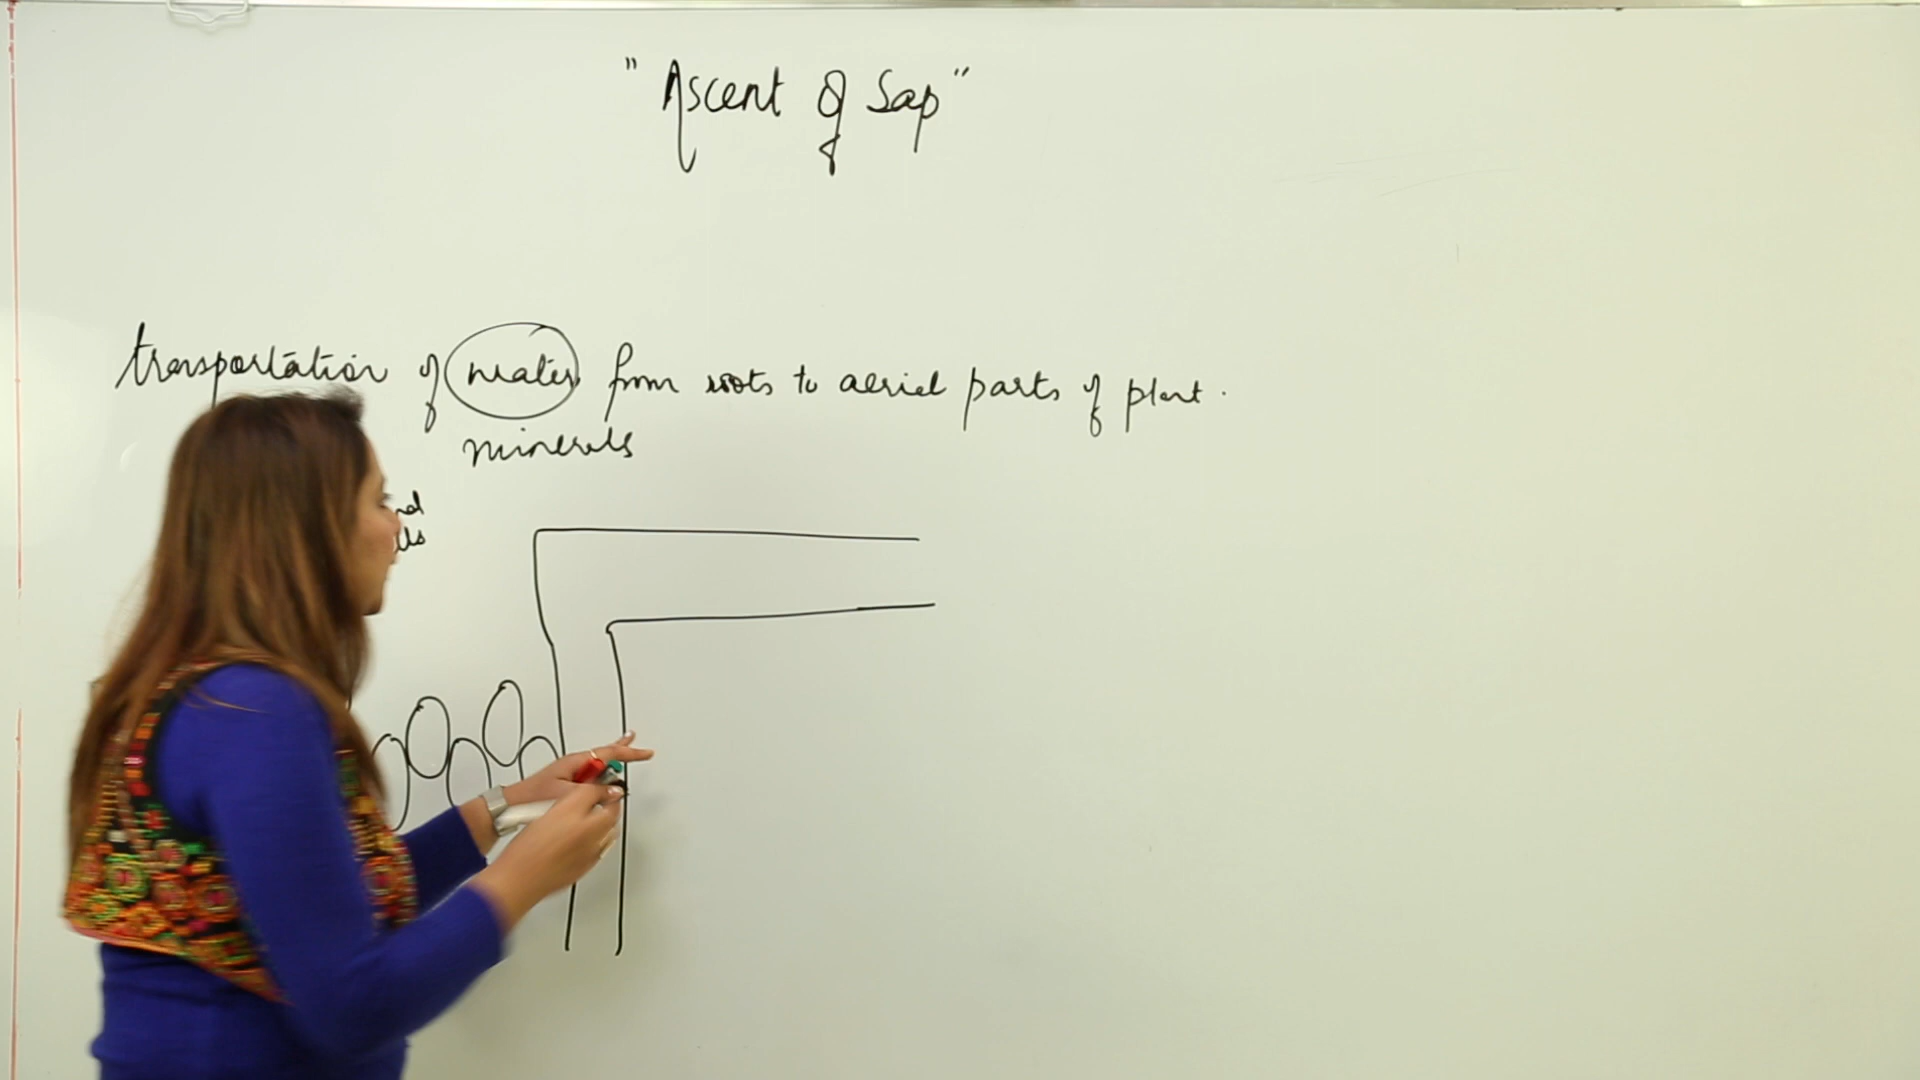 "Ascent of Sap"
transportation of water from roots to aerial parts of plant.
minerals